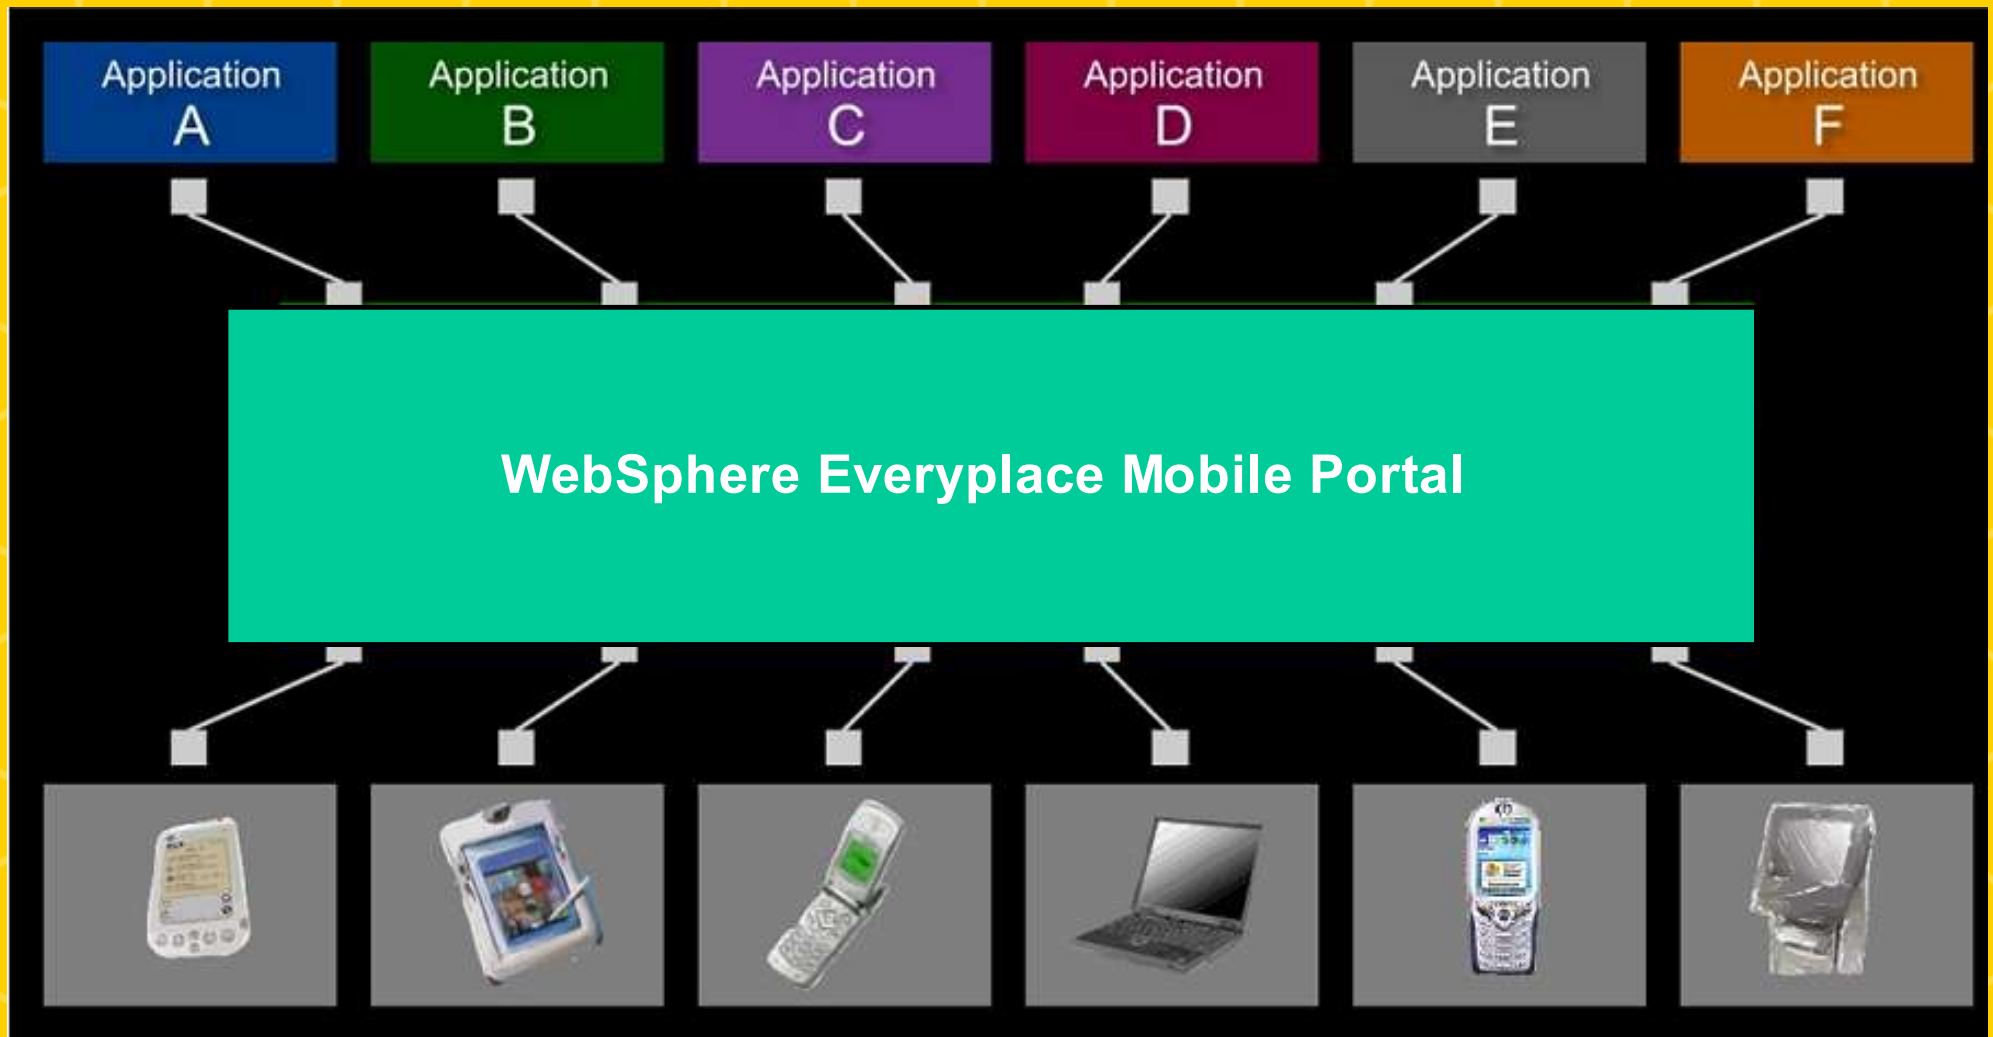 Application
A
Application
B
Application
C
Application
D
Application
E
Application
F
WebSphere Everyplace Mobile Portal